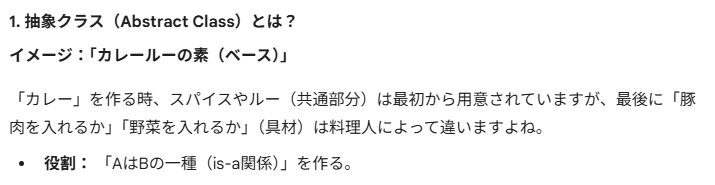 1. 抽象クラス（Abstract Class）とは？
イメージ：「カレールーの素（ベース）」
「カレー」を作る時、スパイスやルー（共通部分）は最初から用意されていますが、最後に「豚
肉を入れるか」「野菜を入れるか」（具材）は料理人によって違いますよね。
• 役割： 「AはBの一種（is-a関係）」を作る。